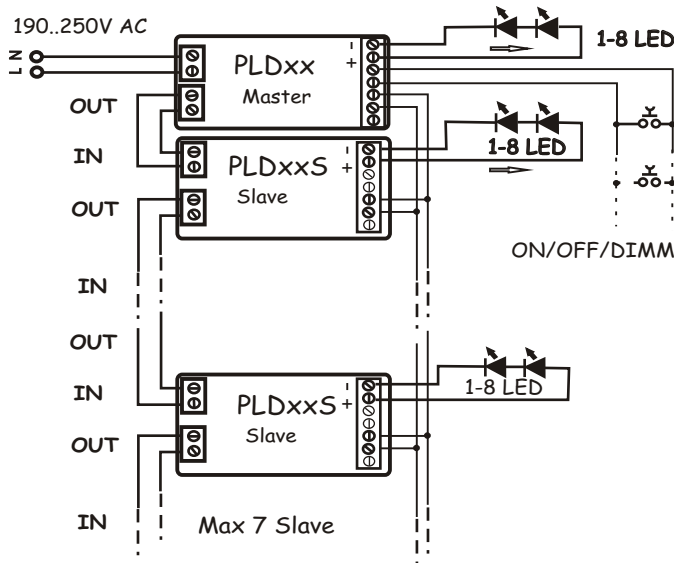 190..250V AC
L N
PLDxx
Master
-
+
1-8 LED
OUT
IN
PLDxxS
Slave
-
+
1-8 LED
OUT
ON/OFF/DIMM
IN
OUT
IN
PLDxxS
Slave
-
+
1-8 LED
OUT
IN
Max 7 Slave